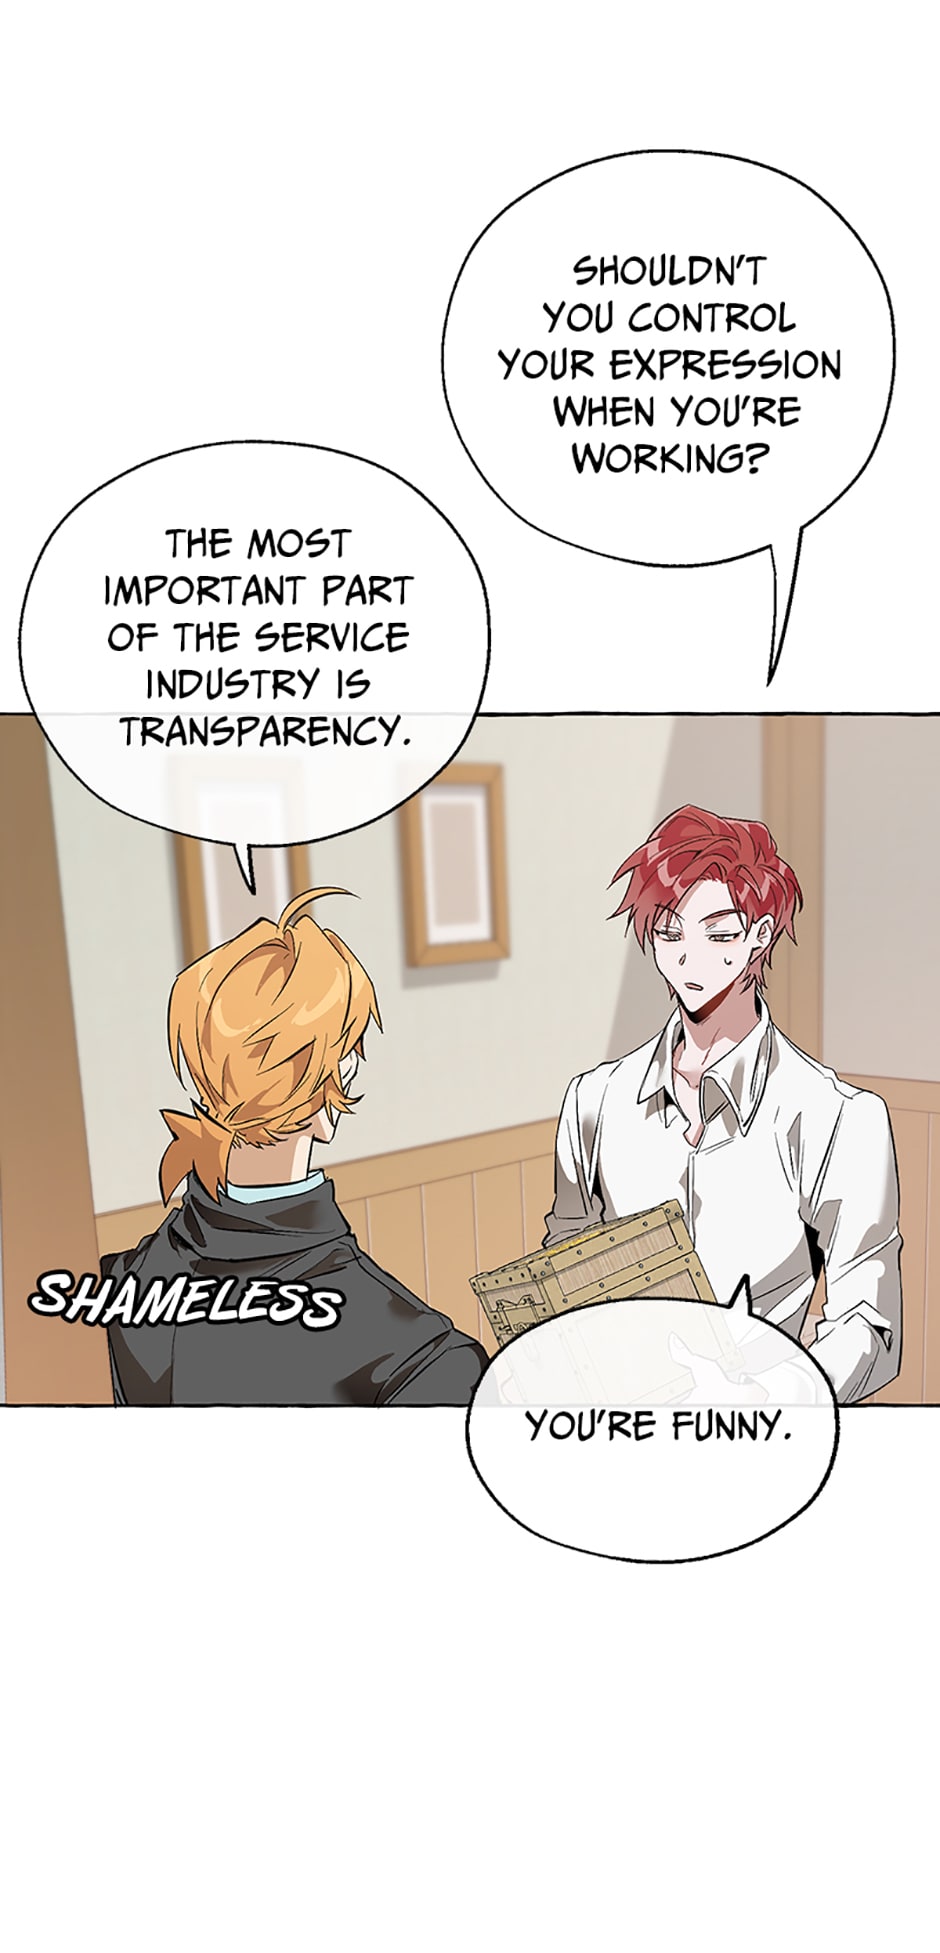 SHOULDN'T
YOU CONTROL
YOUR EXPRESSION
WHEN YOU'RE
WORKING?
THE MOST
IMPORTANT PART
OF THE SERVICE
INDUSTRY IS
TRANSPARENCY.
SHAMELESS
YOU'RE FUNNY.